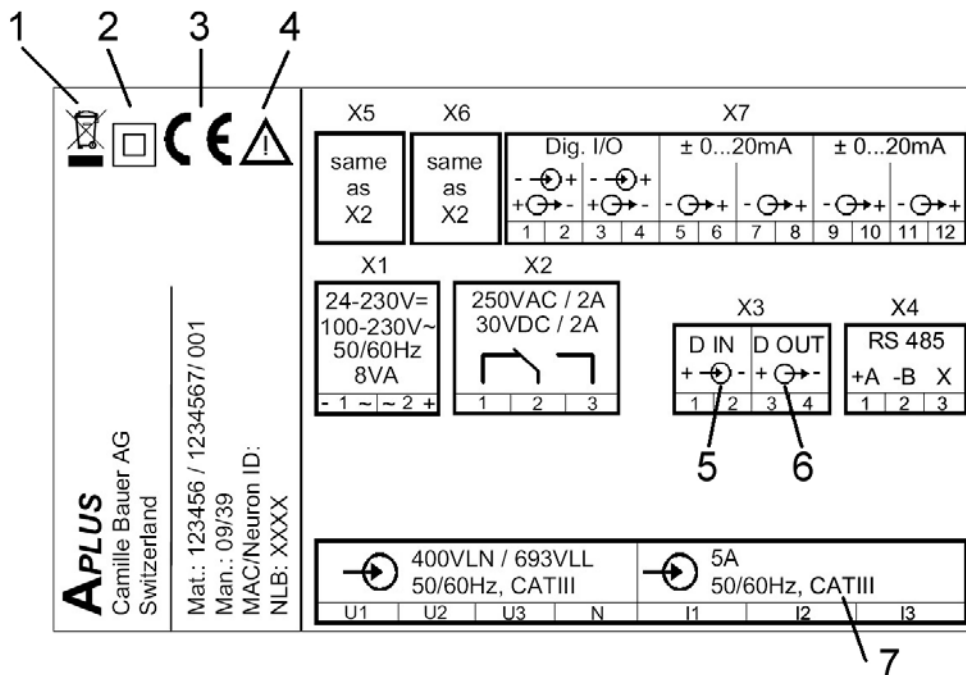 1 2 3 4
X5 X6 X7
same as X2
same as X2
Dig. I/O ± 0...20mA ± 0...20mA
- + - +
+ - + - - + - + - + - +
1 2 3 4 5 6 7 8 9 10 11 12
X1 X2
24-230V=
100-230V~
50/60Hz
8VA
- 1 ~ ~ 2 +
250VAC / 2A
30VDC / 2A
1 2 3
X3 X4
D IN D OUT
+ - + -
1 2 3 4
RS 485
+A -B X
1 2 3
5 6
APLUS
Camille Bauer AG
Switzerland
Mat.: 123456 / 1234567/ 001
Man.: 09/39
MAC/Neuron ID:
NLB: XXXX
400VLN / 693VLL
50/60Hz, CATIII
5A
50/60Hz, CATIII
U1 U2 U3 N I1 I2 I3
7